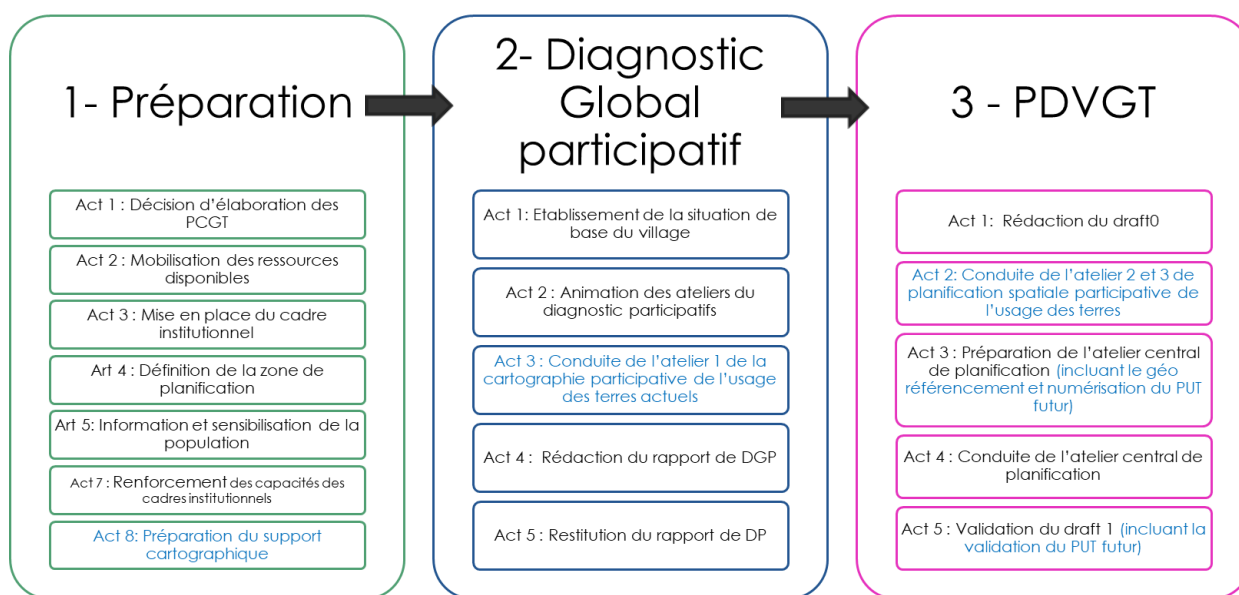 1- Préparation
Act 1 : Décision d’élaboration des
PCGT
Act 2 : Mobilisation des ressources
disponibles
Act 3 : Mise en place du cadre
institutionnel
Art 4 : Définition de la zone de
planification
Art 5: Information et sensibilisation de la
population
Act 7 : Renforcement des capacités des
cadres institutionnels
Act 8: Préparation du support
cartographique
2- Diagnostic
Global
participatif
Act 1: Etablissement de la situation de
base du village
Act 2 : Animation des ateliers du
diagnostic participatifs
Act 3 : Conduite de l’atelier 1 de la
cartographie participative de l’usage
des terres actuels
Act 4 : Rédaction du rapport de DGP
Act 5 : Restitution du rapport de DP
3 - PDVGT
Act 1: Rédaction du draft0
Act 2: Conduite de l’atelier 2 et 3 de
planification spatiale participative de
l’usage des terres
Act 3 : Préparation de l’atelier central
de planification (incluant le géo
référencement et numérisation du PUT
futur)
Act 4 : Conduite de l’atelier central de
planification
Act 5 : Validation du draft 1 (incluant la
validation du PUT futur)